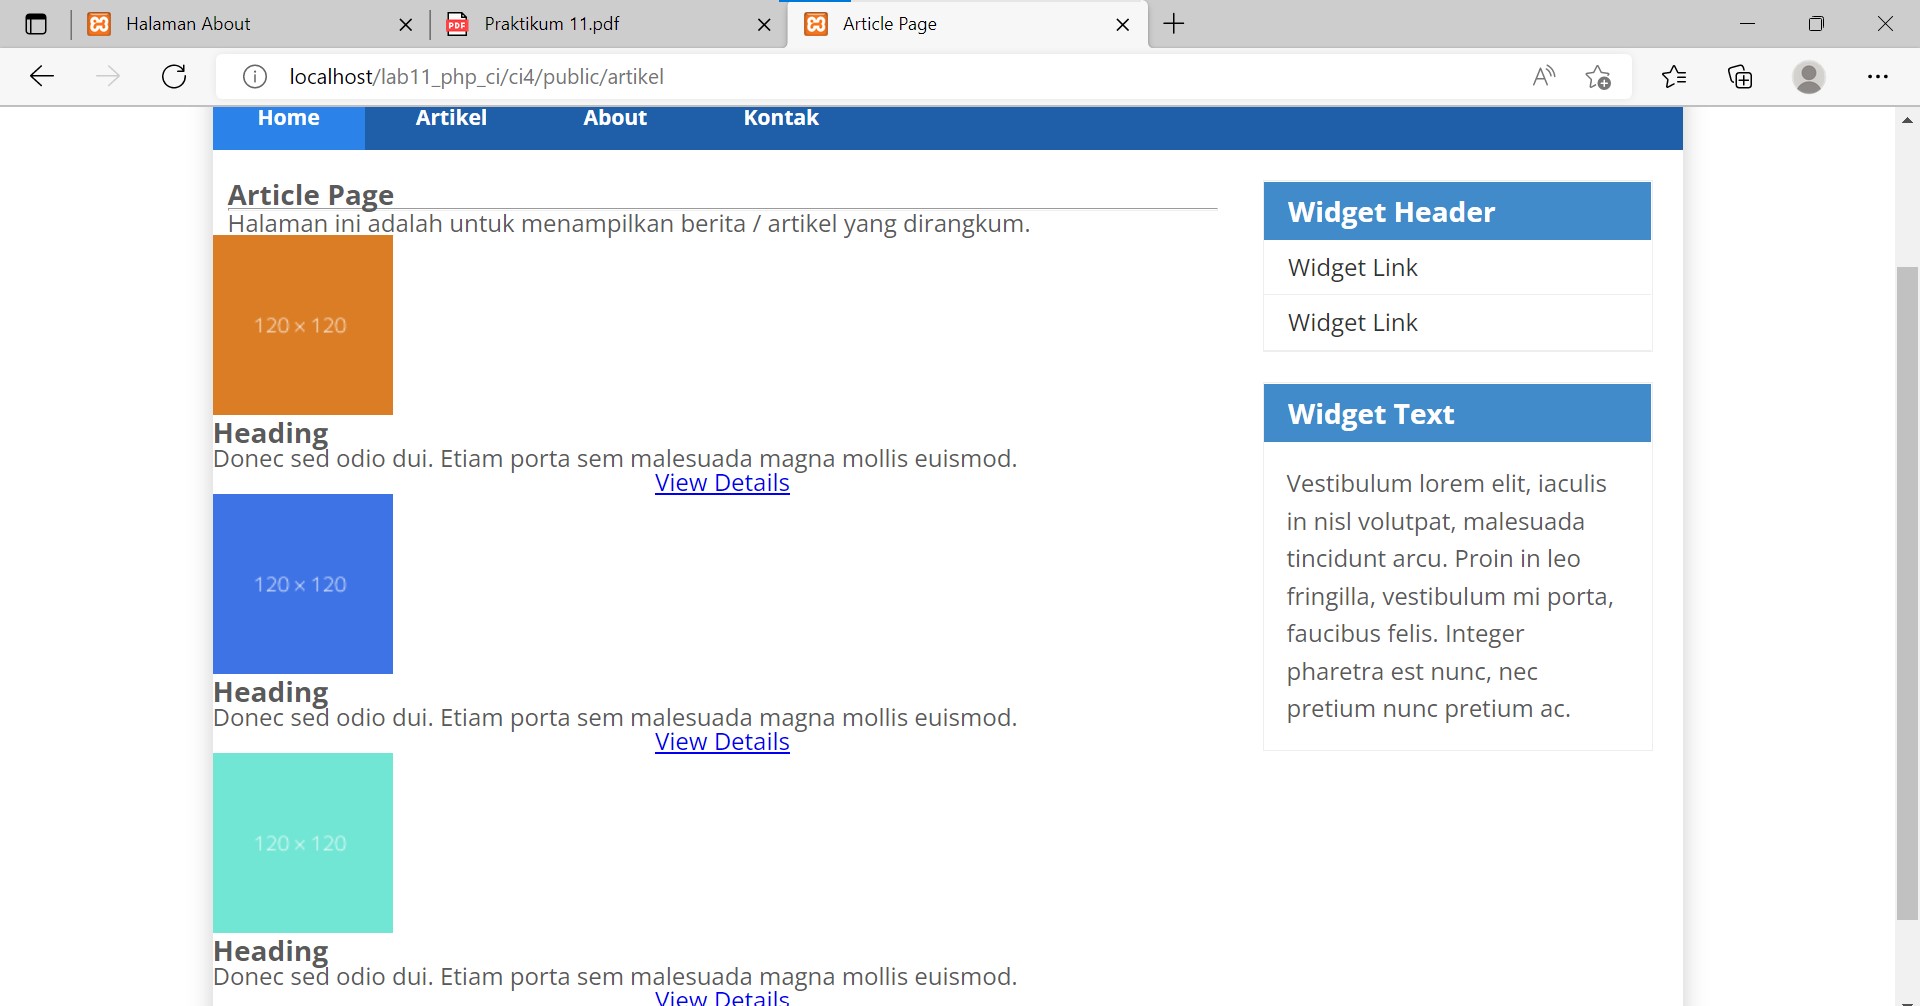 Halaman About
Praktikum 11.pdf
Article Page
localhost/lab11_php_ci/ci4/public/artikel
Home Artikel About Kontak
Article Page
Halaman ini adalah untuk menampilkan berita / artikel yang dirangkum.
120 × 120
Heading
Donec sed odio dui. Etiam porta sem malesuada magna mollis euismod.
View Details
120 × 120
Heading
Donec sed odio dui. Etiam porta sem malesuada magna mollis euismod.
View Details
120 × 120
Heading
Donec sed odio dui. Etiam porta sem malesuada magna mollis euismod.
View Details
Widget Header
Widget Link
Widget Link
Widget Text
Vestibulum lorem elit, iaculis
in nisl volutpat, malesuada
tincidunt arcu. Proin in leo
fringilla, vestibulum mi porta,
faucibus felis. Integer
pharetra est nunc, nec
pretium nunc pretium ac.